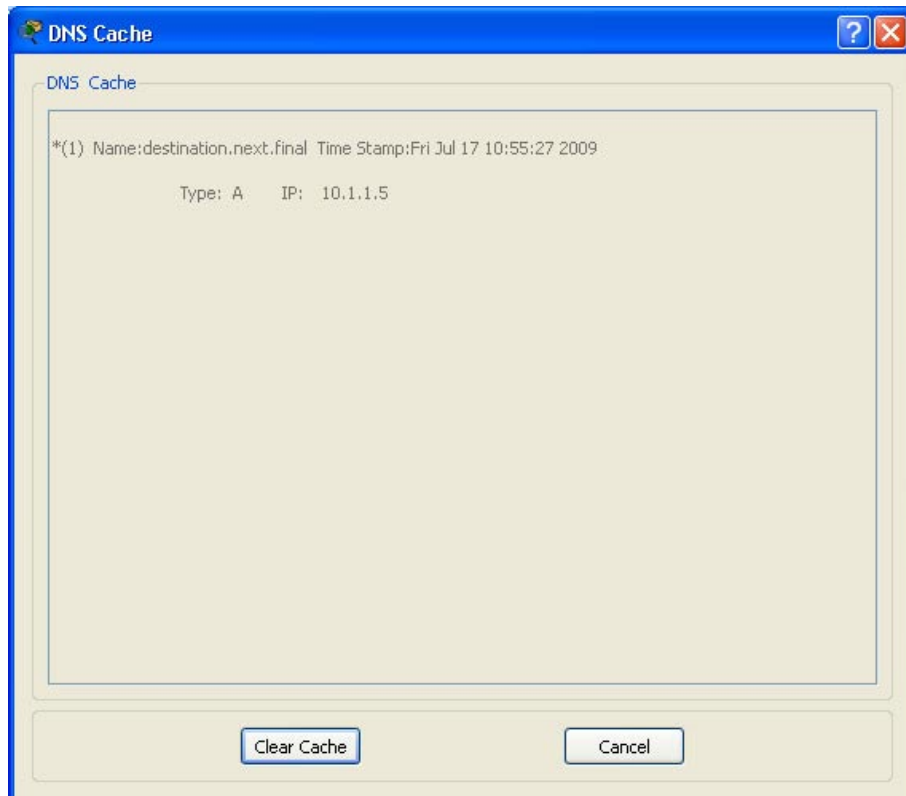 DNS Cache
DNS Cache
*(1) Name:destination.next.final Time Stamp:Fri Jul 17 10:55:27 2009
Type: A IP: 10.1.1.5
Clear Cache
Cancel